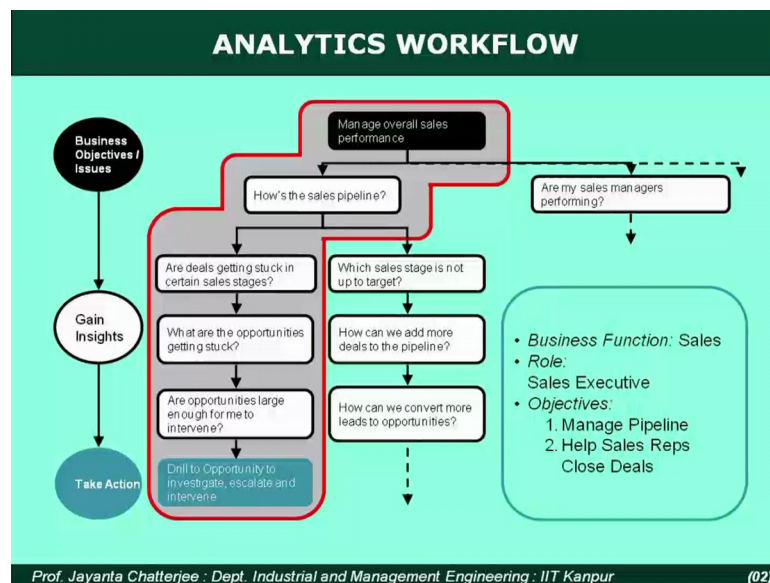 ANALYTICS WORKFLOW
Business
Objectives /
Issues
Manage overall sales
performance
How's the sales pipeline?
Are my sales managers
performing?
Are deals getting stuck in
certain sales stages?
Which sales stage is not
up to target?
Gain
Insights
What are the opportunities
getting stuck?
How can we add more
deals to the pipeline?
Are opportunities large
enough for me to
intervene?
How can we convert more
leads to opportunities?
Take Action
Drill to Opportunity to
investigate, escalate and
intervene
• Business Function: Sales
• Role:
Sales Executive
• Objectives:
1. Manage Pipeline
2. Help Sales Reps
Close Deals
Prof. Jayanta Chatterjee : Dept. Industrial and Management Engineering : IIT Kanpur
(02)